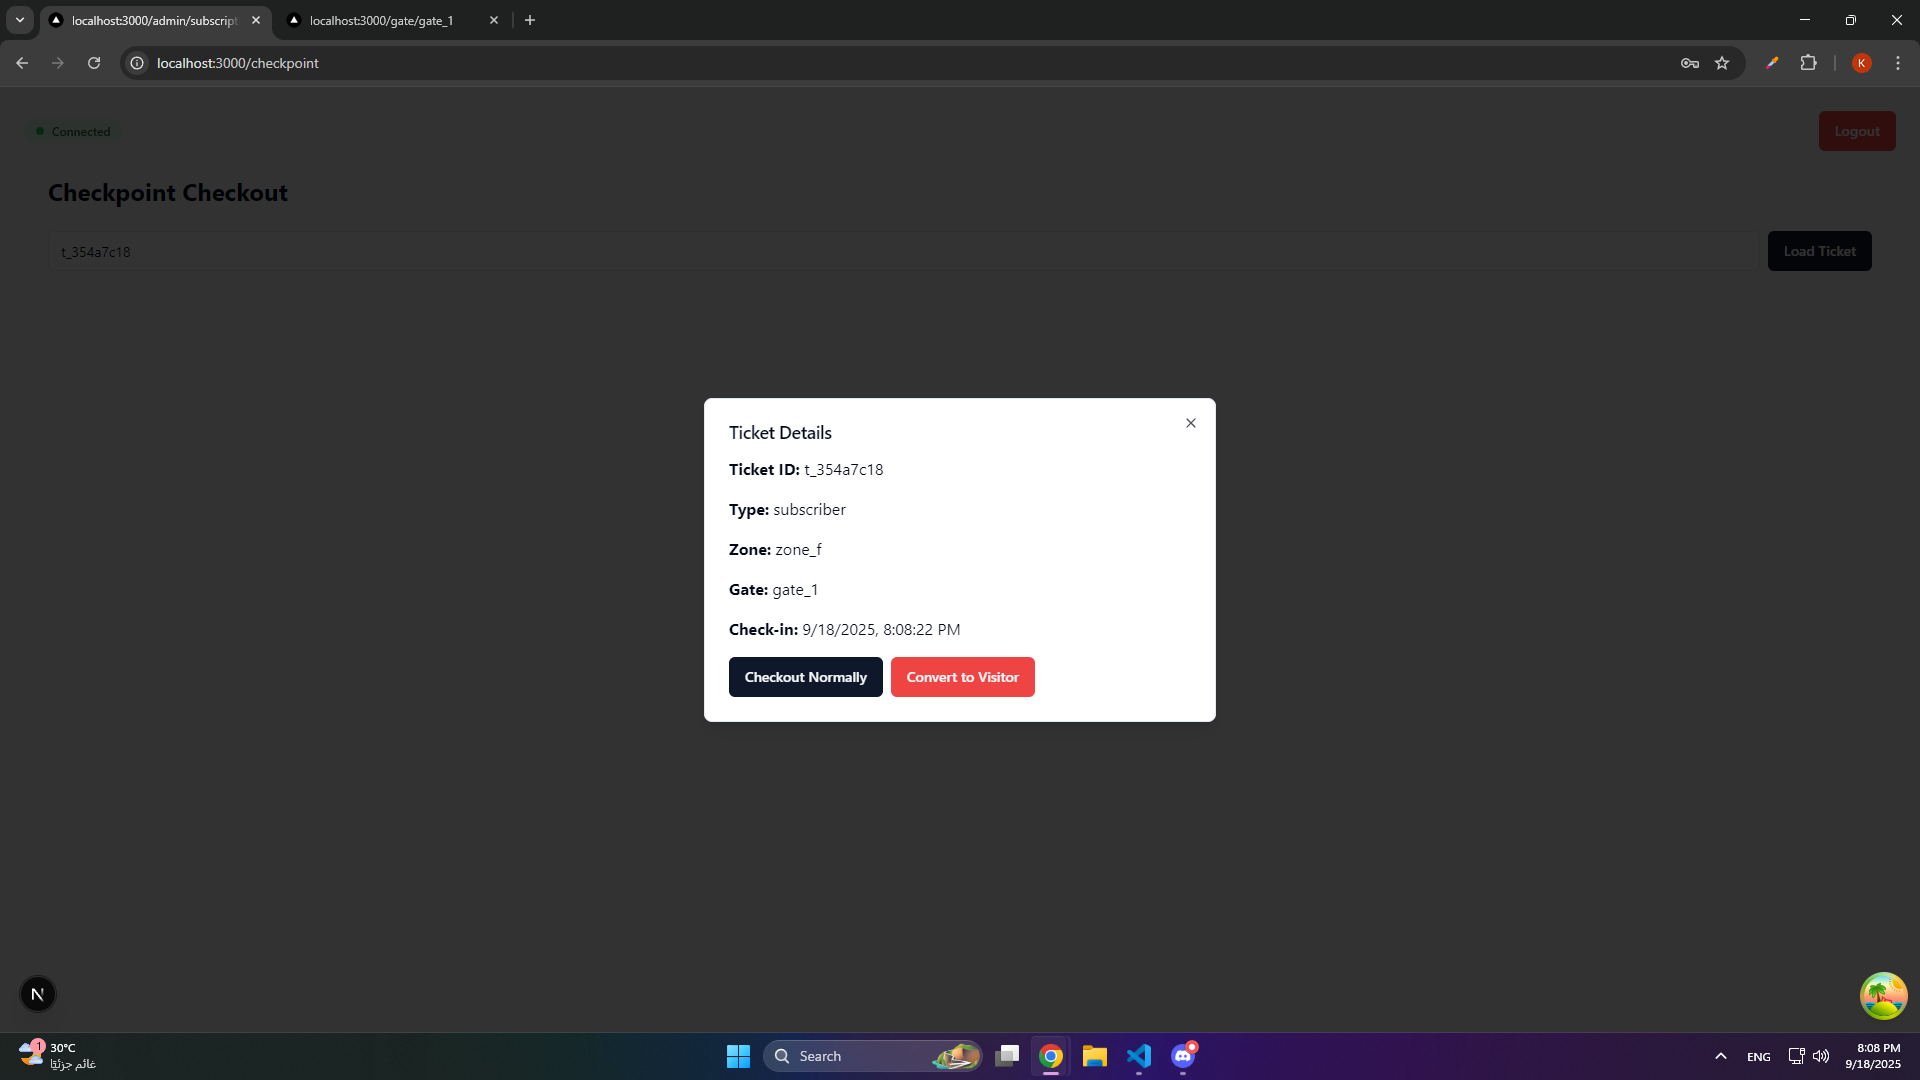 localhost:3000/admin/subscript
localhost:3000/gate/gate_1
localhost:3000/checkpoint
K
Connected
Logout
Checkpoint Checkout
t_354a7c18
Load Ticket
Ticket Details
Ticket ID: t_354a7c18
Type: subscriber
Zone: zone_f
Gate: gate_1
Check-in: 9/18/2025, 8:08:22 PM
Checkout Normally
Convert to Visitor
N
1
30°C
غائم جزئيًا
Search
ENG
8:08 PM
9/18/2025